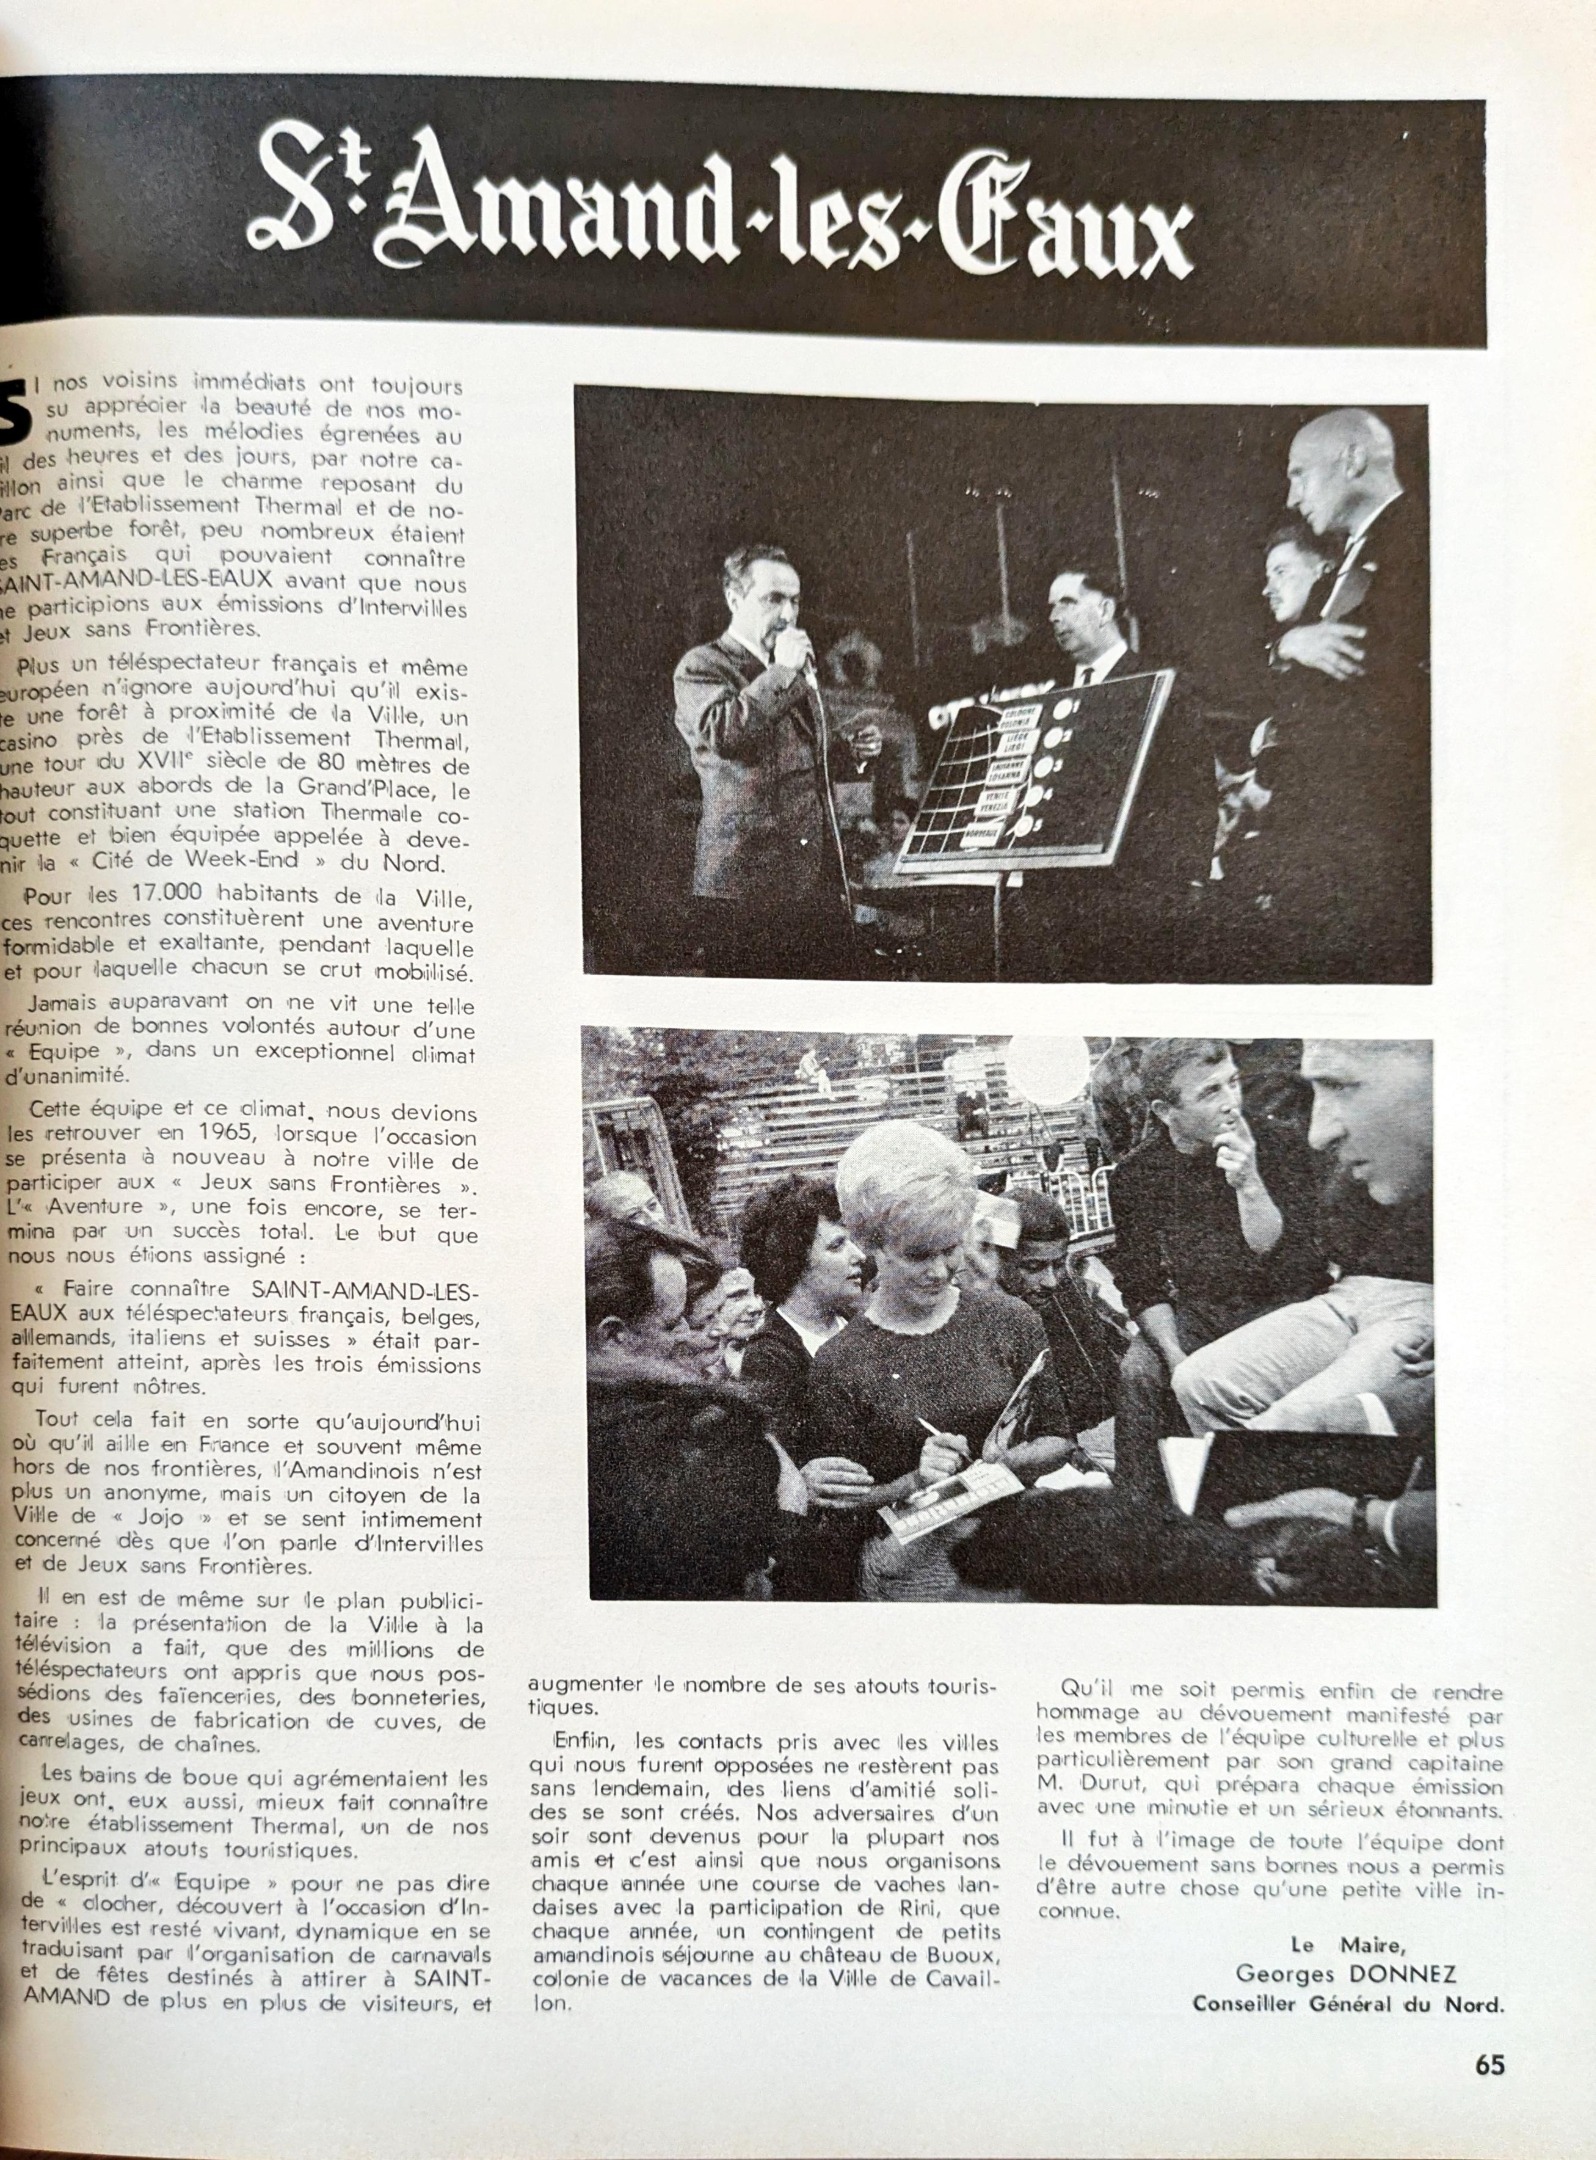 St Amand-les-Eaux
SI nos voisins immédiats ont toujours
su apprécier la beauté de nos mo-
numents, les mélodies égrenées au
il des heures et des jours, par notre ca-
illon ainsi que le charme reposant du
Parc de l'Etablissement Thermal et de no-
re superbe forêt, peu nombreux étaient
es Français qui pouvaient connaître
SAINT-AMAND-LES-EAUX avant que nous
ne participions aux émissions d'Intervilles
et Jeux sans Frontières.
Plus un téléspectateur français et même
européen n'ignore aujourd'hui qu'il exis-
te une forêt à proximité de la Ville, un
casino près de l'Etablissement Thermal,
une tour du XVIIe siècle de 80 mètres de
hauteur aux abords de la Grand'Place, le
tout constituant une station Thermale co-
quette et bien équipée appelée à deve-
nir la « Cité de Week-End » du Nord.
Pour les 17.000 habitants de la Ville,
ces rencontres constituèrent une aventure
formidable et exaltante, pendant laquelle
et pour laquelle chacun se crut mobilisé.
Jamais auparavant on ne vit une telle
réunion de bonnes volontés autour d'une
« Equipe », dans un exceptionnel climat
d'unanimité.
Cette équipe et ce climat, nous devions
les retrouver en 1965, lorsque l'occasion
se présenta à nouveau à notre ville de
participer aux « Jeux sans Frontières ».
L'« Aventure », une fois encore, se ter-
mina par un succès total. Le but que
nous nous étions assigné :
« Faire connaître SAINT-AMAND-LES-
EAUX aux téléspectateurs français, belges,
allemands, italiens et suisses » était par-
faitement atteint, après les trois émissions
qui furent nôtres.
Tout cela fait en sorte qu'aujourd'hui
où qu'il aille en France et souvent même
hors de nos frontières, l'Amandinois n'est
plus un anonyme, mais un citoyen de la
Ville de « Jojo » et se sent intimement
concerné dès que l'on parle d'Intervilles
et de Jeux sans Frontières.
Il en est de même sur le plan publici-
taire : la présentation de la Ville à la
télévision a fait, que des millions de
téléspectateurs ont appris que nous pos-
sédions des faïenceries, des bonneteries,
des usines de fabrication de cuves, de
carrelages, de chaînes.
Les bains de boue qui agrémentaient les
jeux ont, eux aussi, mieux fait connaître
notre établissement Thermal, un de nos
principaux atouts touristiques.
L'esprit d'« Equipe » pour ne pas dire
de « clocher, découvert à l'occasion d'In-
tervilles est resté vivant, dynamique en se
traduisant par l'organisation de carnavals
et de fêtes destinés à attirer à SAINT-
AMAND de plus en plus de visiteurs, et
COLOGNE
COLONIA
1
LIEGE
LIEGI
2
LAUSANNE
LOSANNA
3
VENISE
VENEZIA
4
BORDEAUX
5
augmenter le nombre de ses atouts touris-
tiques.
Enfin, les contacts pris avec les villes
qui nous furent opposées ne restèrent pas
sans lendemain, des liens d'amitié soli-
des se sont créés. Nos adversaires d'un
soir sont devenus pour la plupart nos
amis et c'est ainsi que nous organisons
chaque année une course de vaches lan-
daises avec la participation de Rini, que
chaque année, un contingent de petits
amandinois séjourne au château de Buoux,
colonie de vacances de la Ville de Cavail-
lon.
Qu'il me soit permis enfin de rendre
hommage au dévouement manifesté par
les membres de l'équipe culturelle et plus
particulièrement par son grand capitaine
M. Durut, qui prépara chaque émission
avec une minutie et un sérieux étonnants.
Il fut à l'image de toute l'équipe dont
le dévouement sans bornes nous a permis
d'être autre chose qu'une petite ville in-
connue.
Le Maire,
Georges DONNEZ
Conseiller Général du Nord.
65